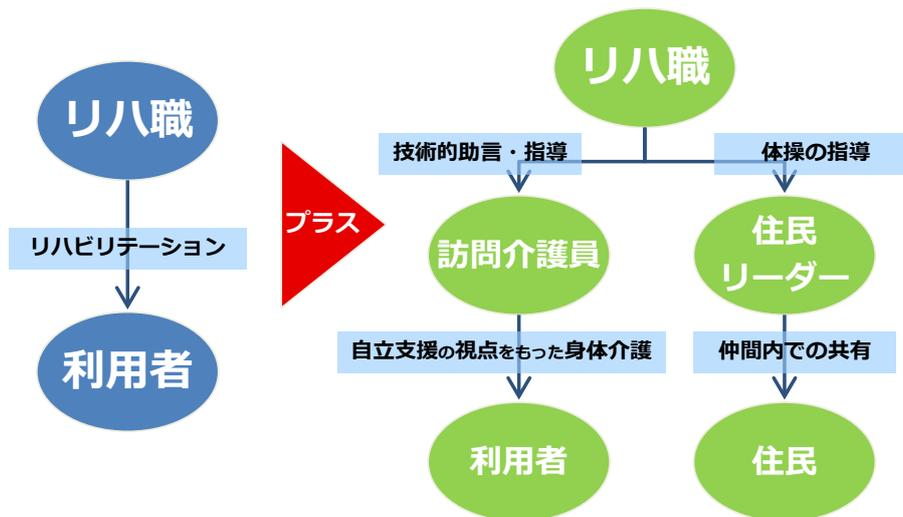 リハ職
リハビリテーション
利用者
プラス
リハ職
技術的助言・指導
体操の指導
訪問介護員
住民
リーダー
自立支援の視点をもった身体介護
仲間内での共有
利用者
住民